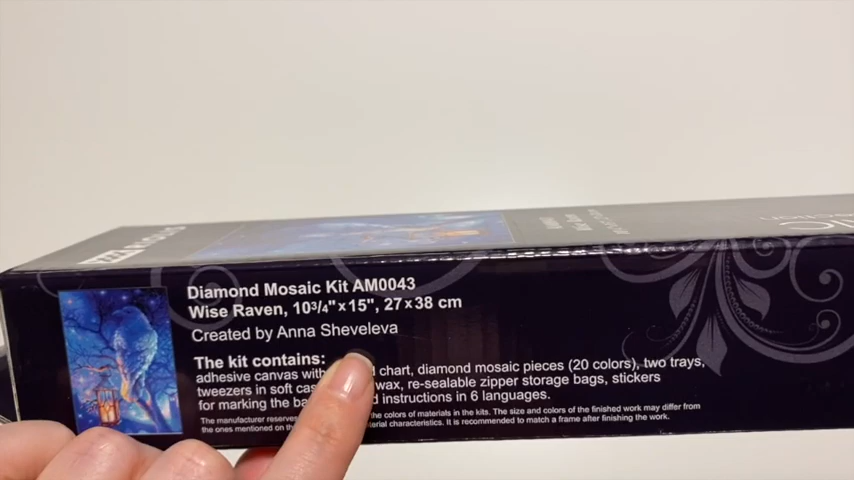 RIOLIS
Diamond Mosaic Kit AM0043
Wise Raven, 10¾"x15", 27x38 cm
Created by Anna Sheveleva
The kit contains:
adhesive canvas with chart, diamond mosaic pieces (20 colors), two trays,
tweezers in soft wax, re-sealable zipper storage bags, stickers
for marking the instructions in 6 languages.
The manufacturer reserves the colors of materials in the kits. The size and colors of the finished work may differ from
the ones mentioned on characteristics. It is recommended to match a frame after finishing the work.